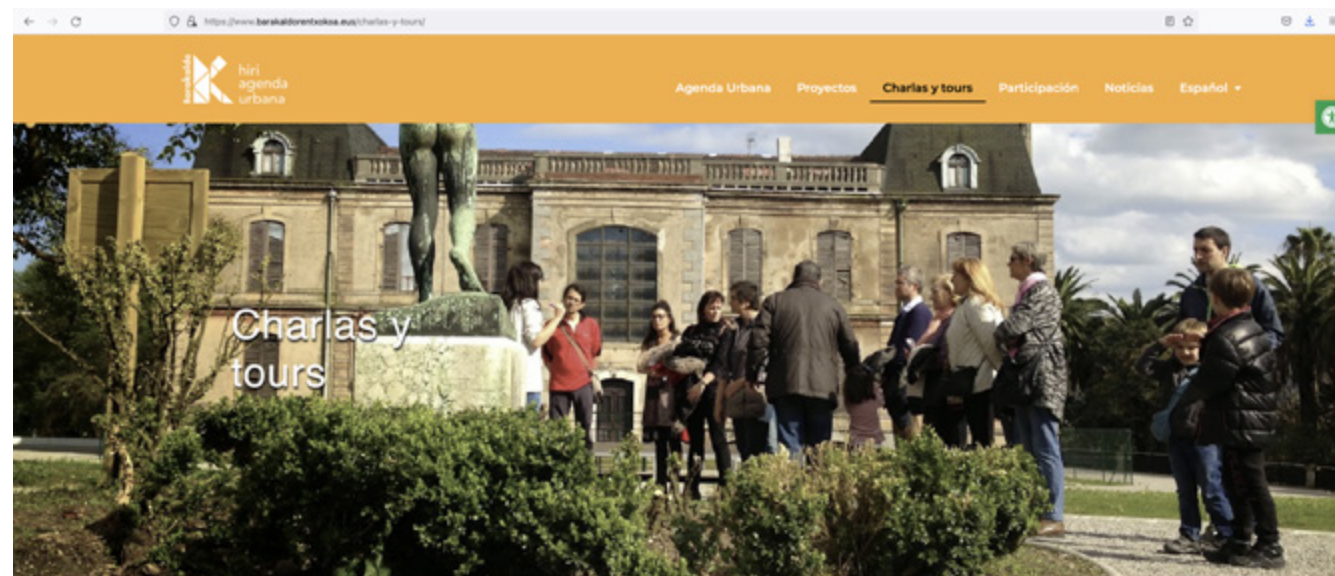 https://www.barakaldorentxokoa.eus/charlas-y-tours/
barakaldo
hiri
agenda
urbana
Agenda Urbana Proyectos Charlas y tours Participación Noticias Español
Charlas y
tours